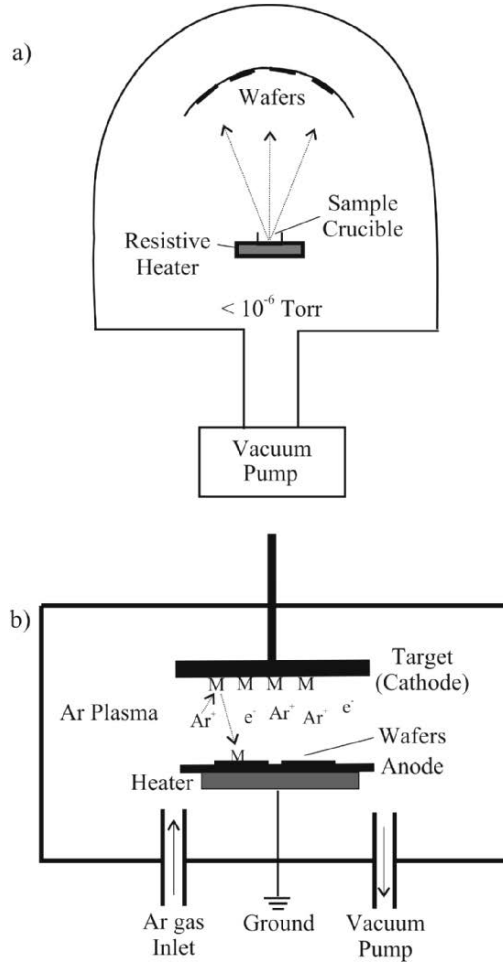 a)
Wafers
Sample
Crucible
Resistive
Heater
< 10⁻⁶ Torr
Vacuum
Pump
b)
M M M M
Target
(Cathode)
Ar Plasma
Ar⁺ e⁻ Ar⁺ Ar⁺ e⁻
Wafers
M
Anode
Heater
Ar gas
Inlet
Ground
Vacuum
Pump